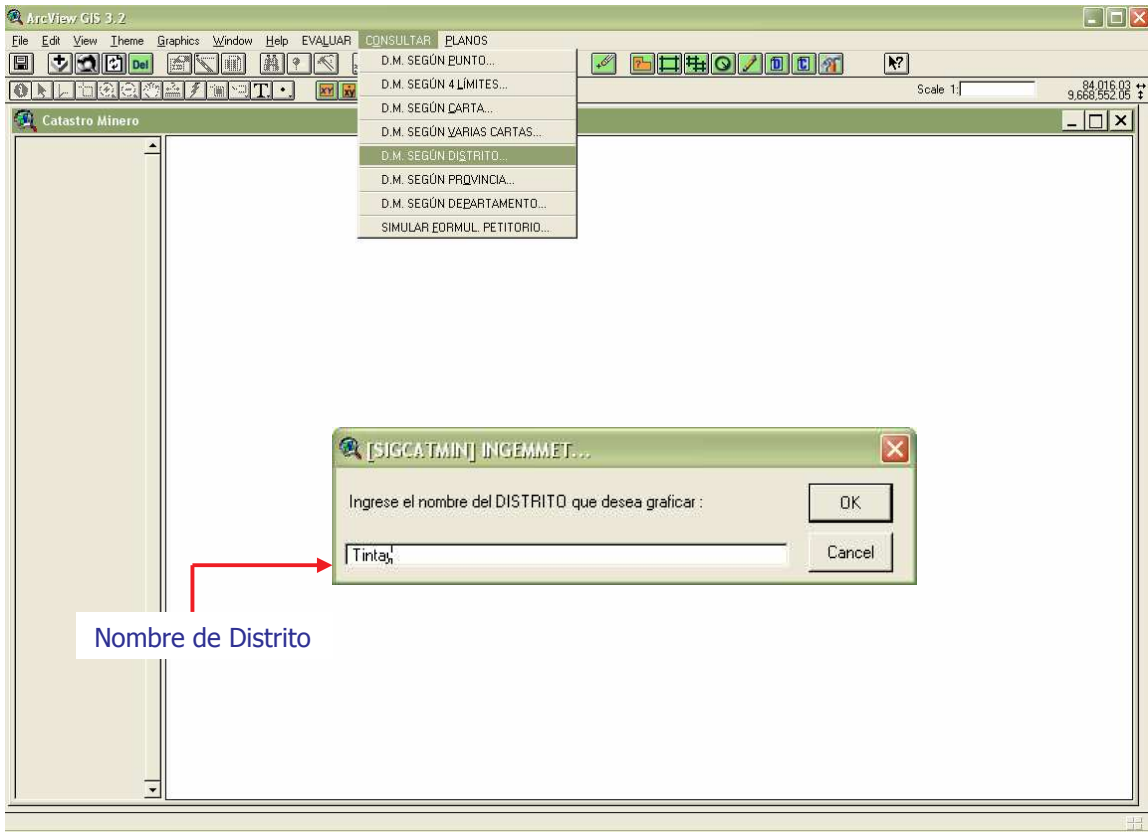 ArcView GIS 3.2
File Edit View Theme Graphics Window Help EVALUAR CONSULTAR PLANOS
D.M. SEGÚN PUNTO...
D.M. SEGÚN 4 LÍMITES...
D.M. SEGÚN CARTA...
D.M. SEGÚN VARIAS CARTAS...
D.M. SEGÚN DISTRITO...
D.M. SEGÚN PROVINCIA...
D.M. SEGÚN DEPARTAMENTO...
SIMULAR FORMUL. PETITORIO...
Del
Scale 1:
84,016.03
9,668,552.05
Catastro Minero
[SIGCATMIN] INGEMMET...
Ingrese el nombre del DISTRITO que desea graficar :
OK
Tintay
Cancel
Nombre de Distrito